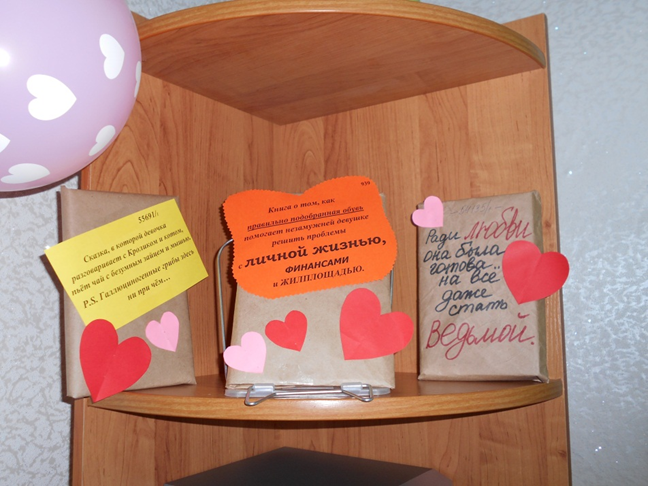 55691/1
Сказка, в которой девочка
разговаривает с Кроликом и котом,
пьёт чай с безумным зайцем и мышью.
P.S. Галлюциногенные грибы здесь
ни при чём…
939
Книга о том, как
правильно подобранная обувь
помогает незамужней девушке
решить проблемы
с личной жизнью,
финансами
и жилплощадью.
Ради любви
она была
готова..
на всё
даже
стать
Ведьмой.